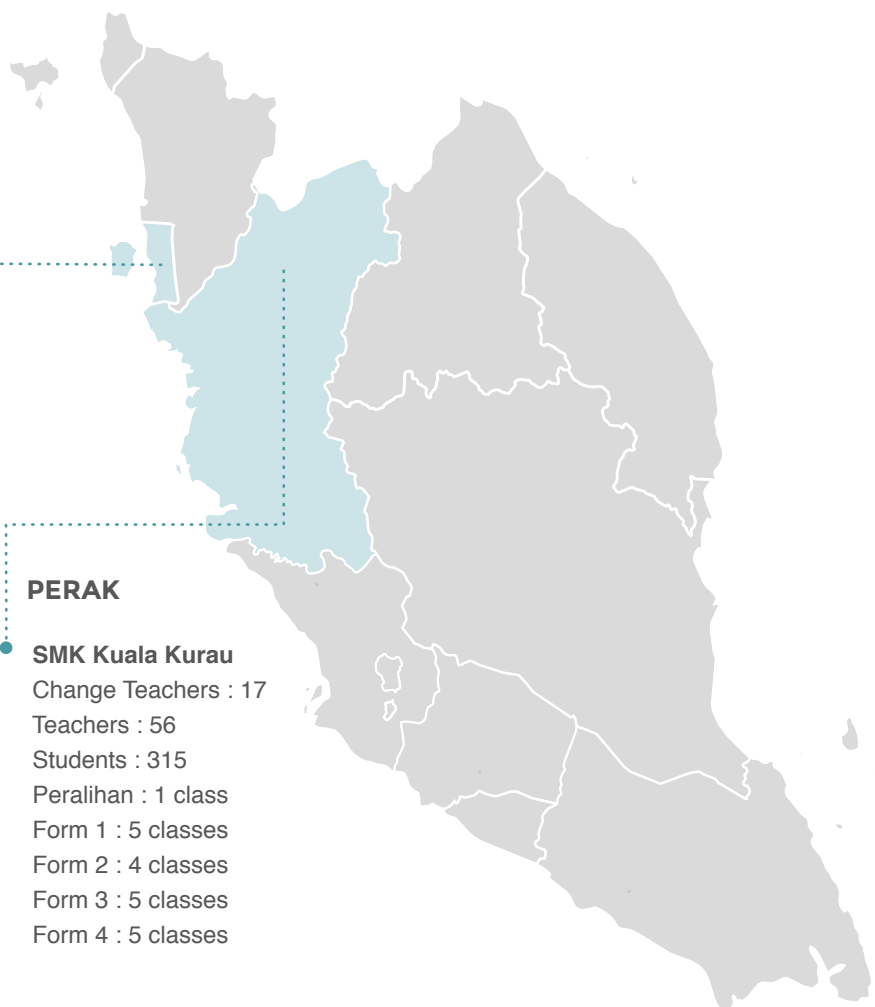 PERAK
SMK Kuala Kurau
Change Teachers : 17
Teachers : 56
Students : 315
Peralihan : 1 class
Form 1 : 5 classes
Form 2 : 4 classes
Form 3 : 5 classes
Form 4 : 5 classes